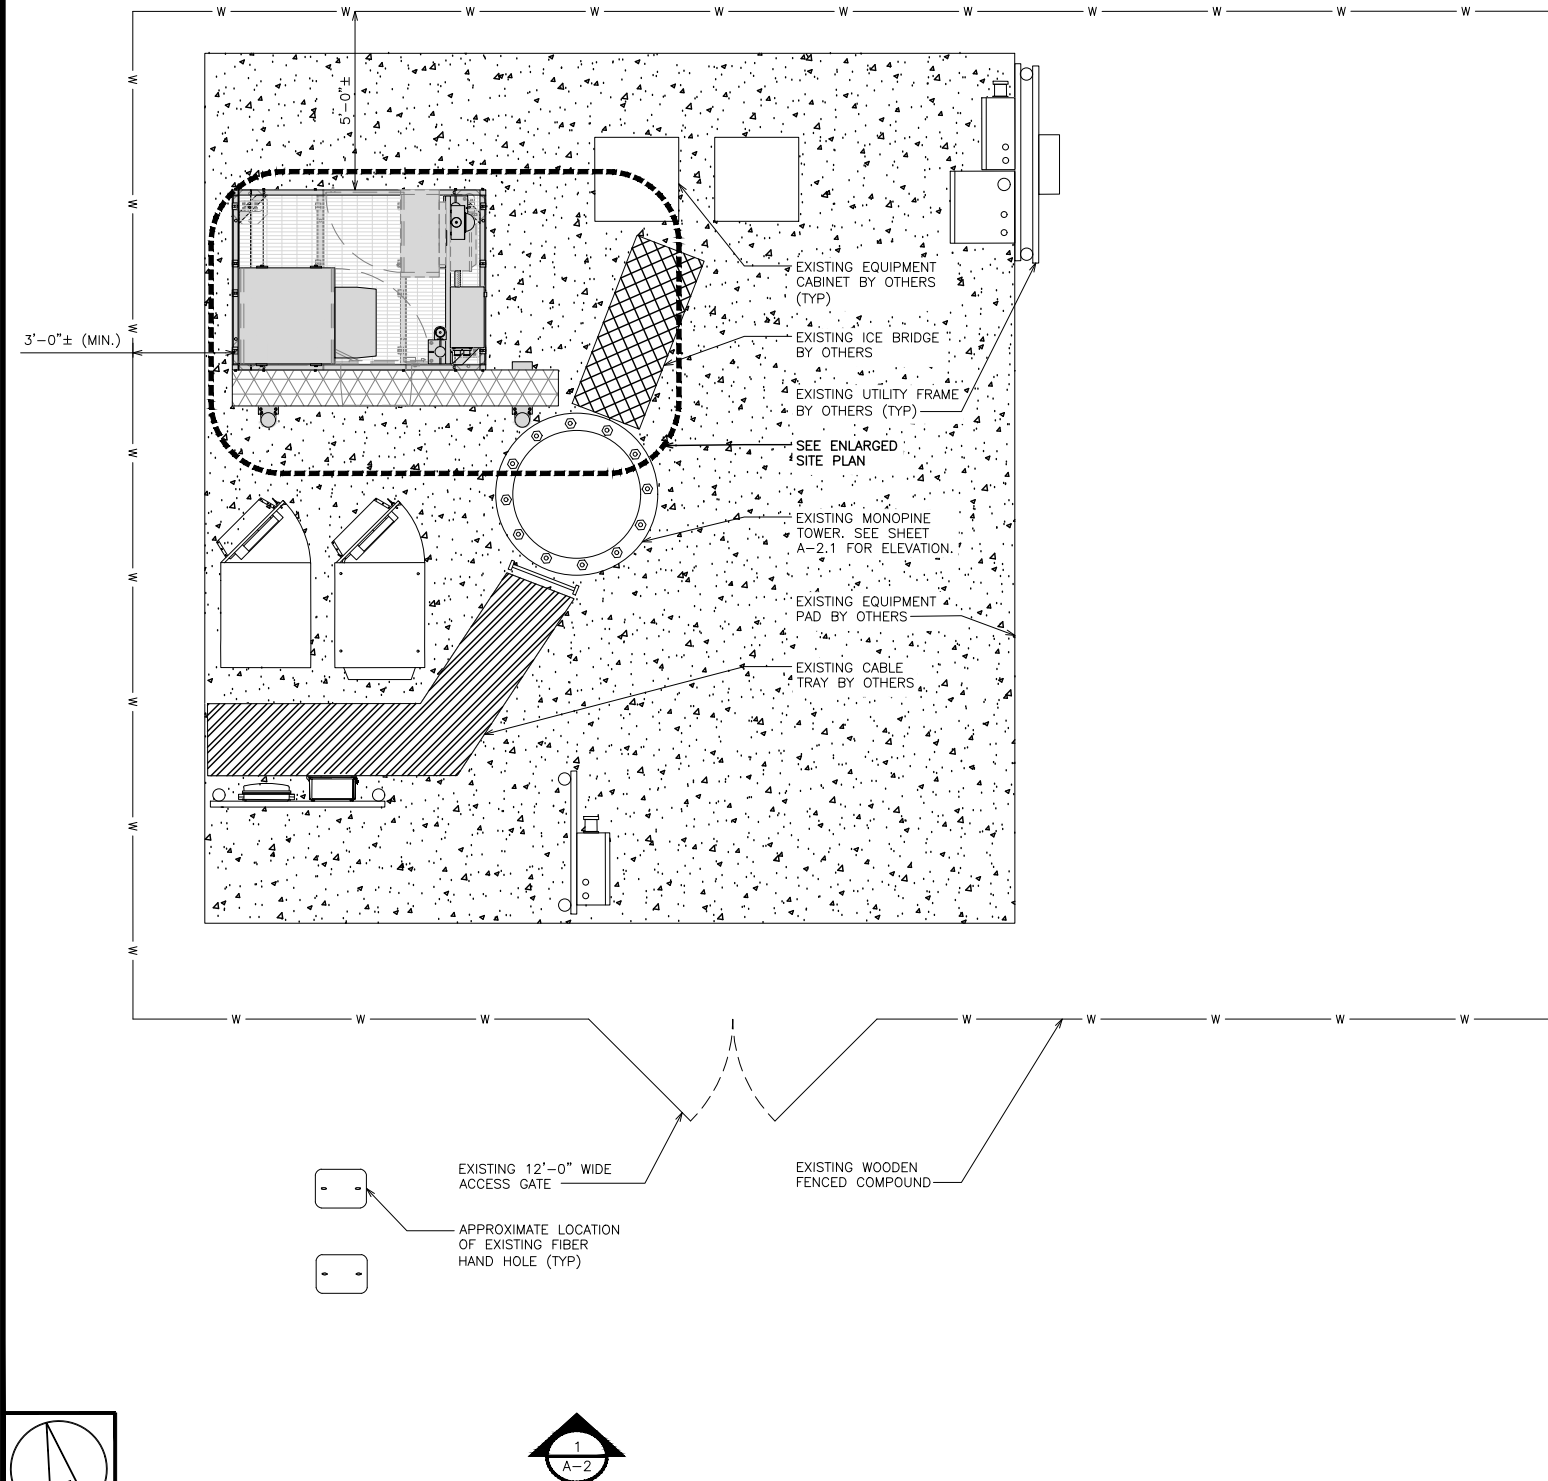 W W W W W W W W W W W
W
5'-0"±
W
W
3'-0"± (MIN.)
W
W
W
W
W
EXISTING EQUIPMENT
CABINET BY OTHERS
(TYP)
EXISTING ICE BRIDGE
BY OTHERS
EXISTING UTILITY FRAME
BY OTHERS (TYP)
SEE ENLARGED
SITE PLAN
EXISTING MONOPINE
TOWER. SEE SHEET
A-2.1 FOR ELEVATION.
EXISTING EQUIPMENT
PAD BY OTHERS
EXISTING CABLE
TRAY BY OTHERS
W W W W W W W W
EXISTING 12'-0" WIDE
ACCESS GATE
EXISTING WOODEN
FENCED COMPOUND
APPROXIMATE LOCATION
OF EXISTING FIBER
HAND HOLE (TYP)
1
A-2